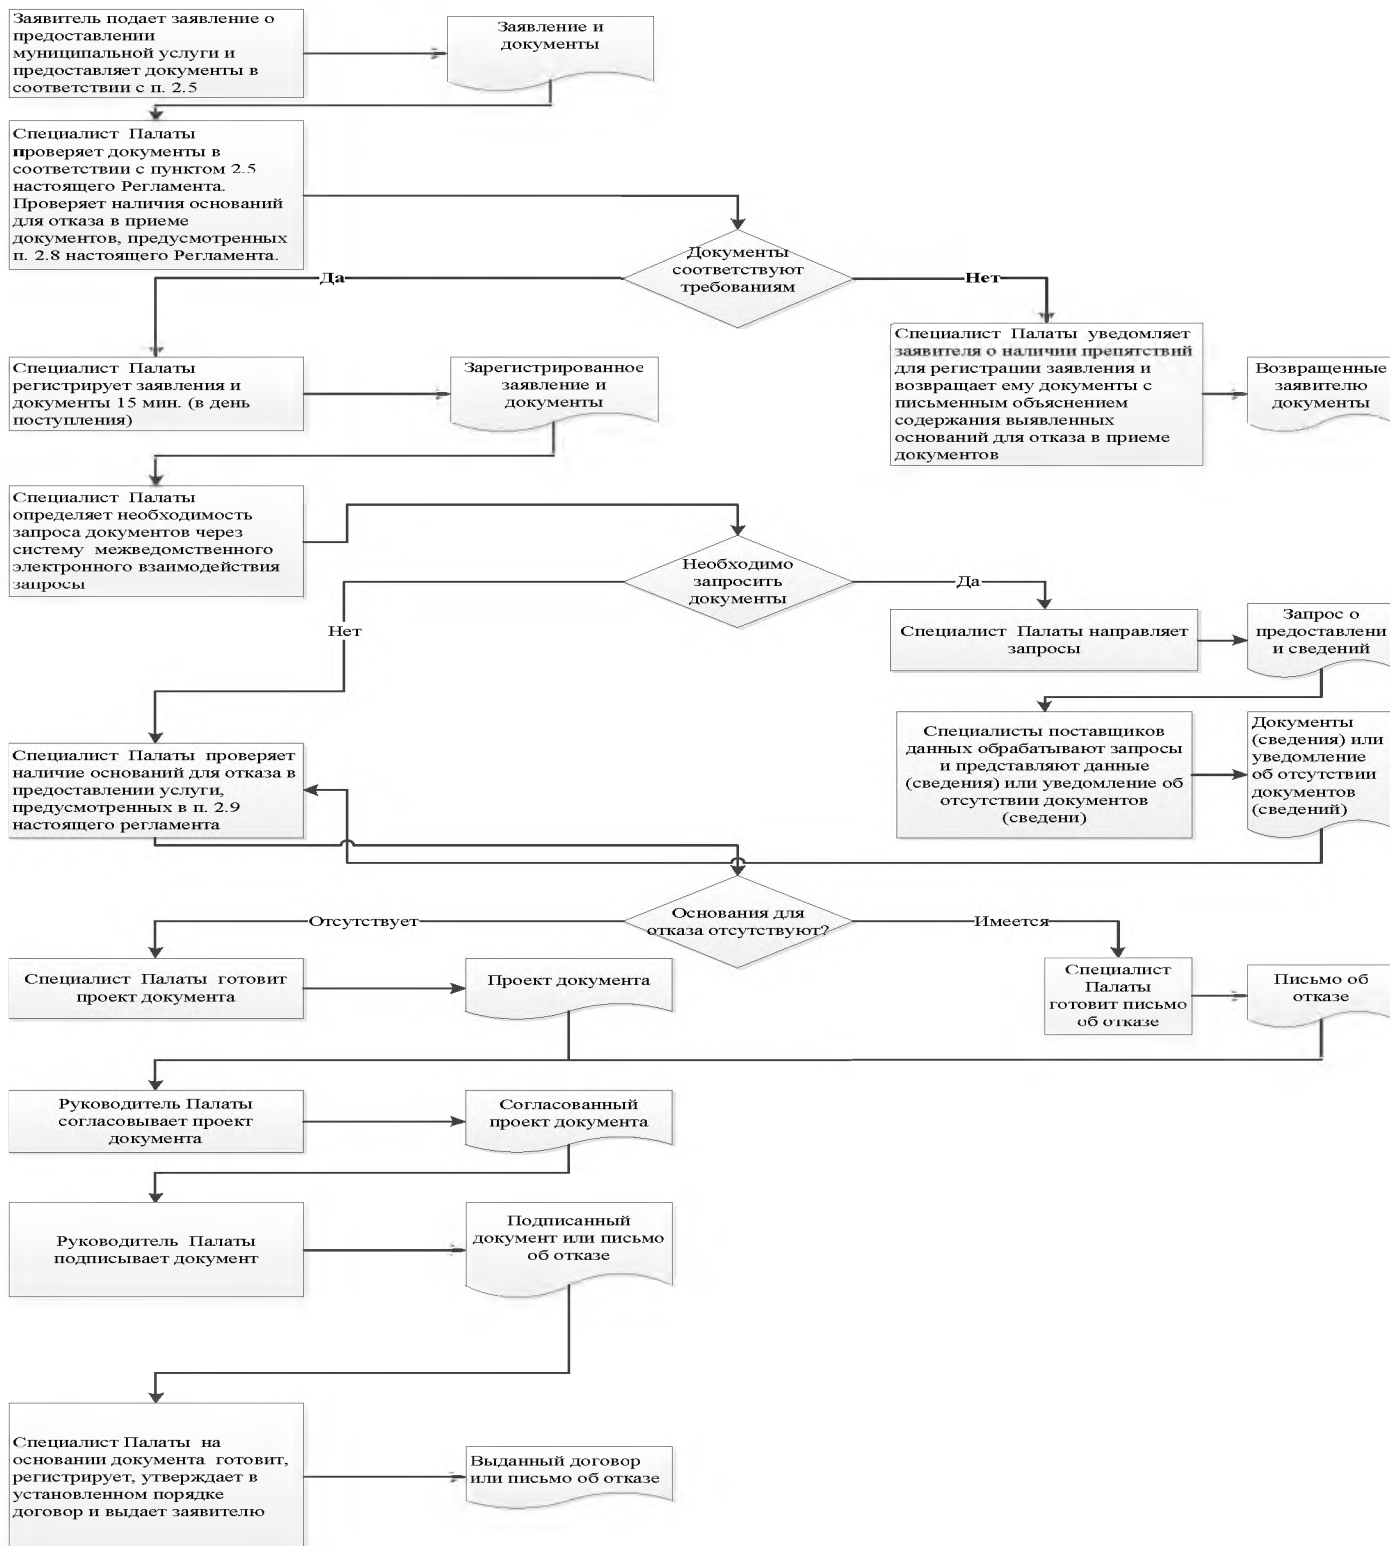 Заявитель подает заявление о
предоставлении
муниципальной услуги и
предоставляет документы в
соответствии с п. 2.5
Заявление и
документы
Специалист Палаты
проверяет документы в
соответствии с пунктом 2.5
настоящего Регламента.
Проверяет наличия оснований
для отказа в приеме
документов, предусмотренных
п. 2.8 настоящего Регламента.
Документы
соответствуют
требованиям
Да
Нет
Специалист Палаты
регистрирует заявления и
документы 15 мин. (в день
поступления)
Зарегистрированное
заявление и
документы
Специалист Палаты уведомляет
заявителя о наличии препятствий
для регистрации заявления и
возвращает ему документы с
письменным объяснением
содержания выявленных
оснований для отказа в приеме
документов
Возвращенные
заявителю
документы
Специалист Палаты
определяет необходимость
запроса документов через
систему межведомственного
электронного взаимодействия
запросы
Необходимо
запросить
документы
Да
Нет
Специалист Палаты направляет
запросы
Запрос о
предоставлени
и сведений
Специалисты поставщиков
данных обрабатывают запросы
и представляют данные
(сведения) или уведомление об
отсутствии документов
(сведени)
Документы
(сведения) или
уведомление
об отсутствии
документов
(сведений)
Специалист Палаты проверяет
наличие оснований для отказа в
предоставлении услуги,
предусмотренных в п. 2.9
настоящего регламента
Основания для
отказа отсутствуют?
Отсутствует
Имеется
Специалист Палаты готовит
проект документа
Проект документа
Специалист
Палаты
готовит письмо
об отказе
Письмо об
отказе
Руководитель Палаты
согласовывает проект
документа
Согласованный
проект документа
Руководитель Палаты
подписывает документ
Подписанный
документ или письмо
об отказе
Специалист Палаты на
основании документа готовит,
регистрирует, утверждает в
установленном порядке
договор и выдает заявителю
Выданный договор
или письмо об отказе